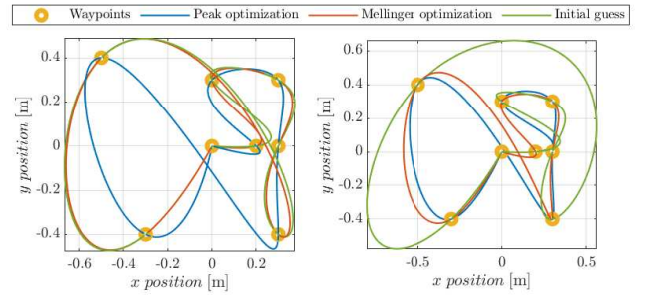 Waypoints Peak optimization Mellinger optimization Initial guess
0.4
0.2
0
-0.2
-0.4
y position [m]
-0.6 -0.4 -0.2 0 0.2
x position [m]
0.6
0.4
0.2
0
-0.2
-0.4
y position [m]
-0.5 0 0.5
x position [m]